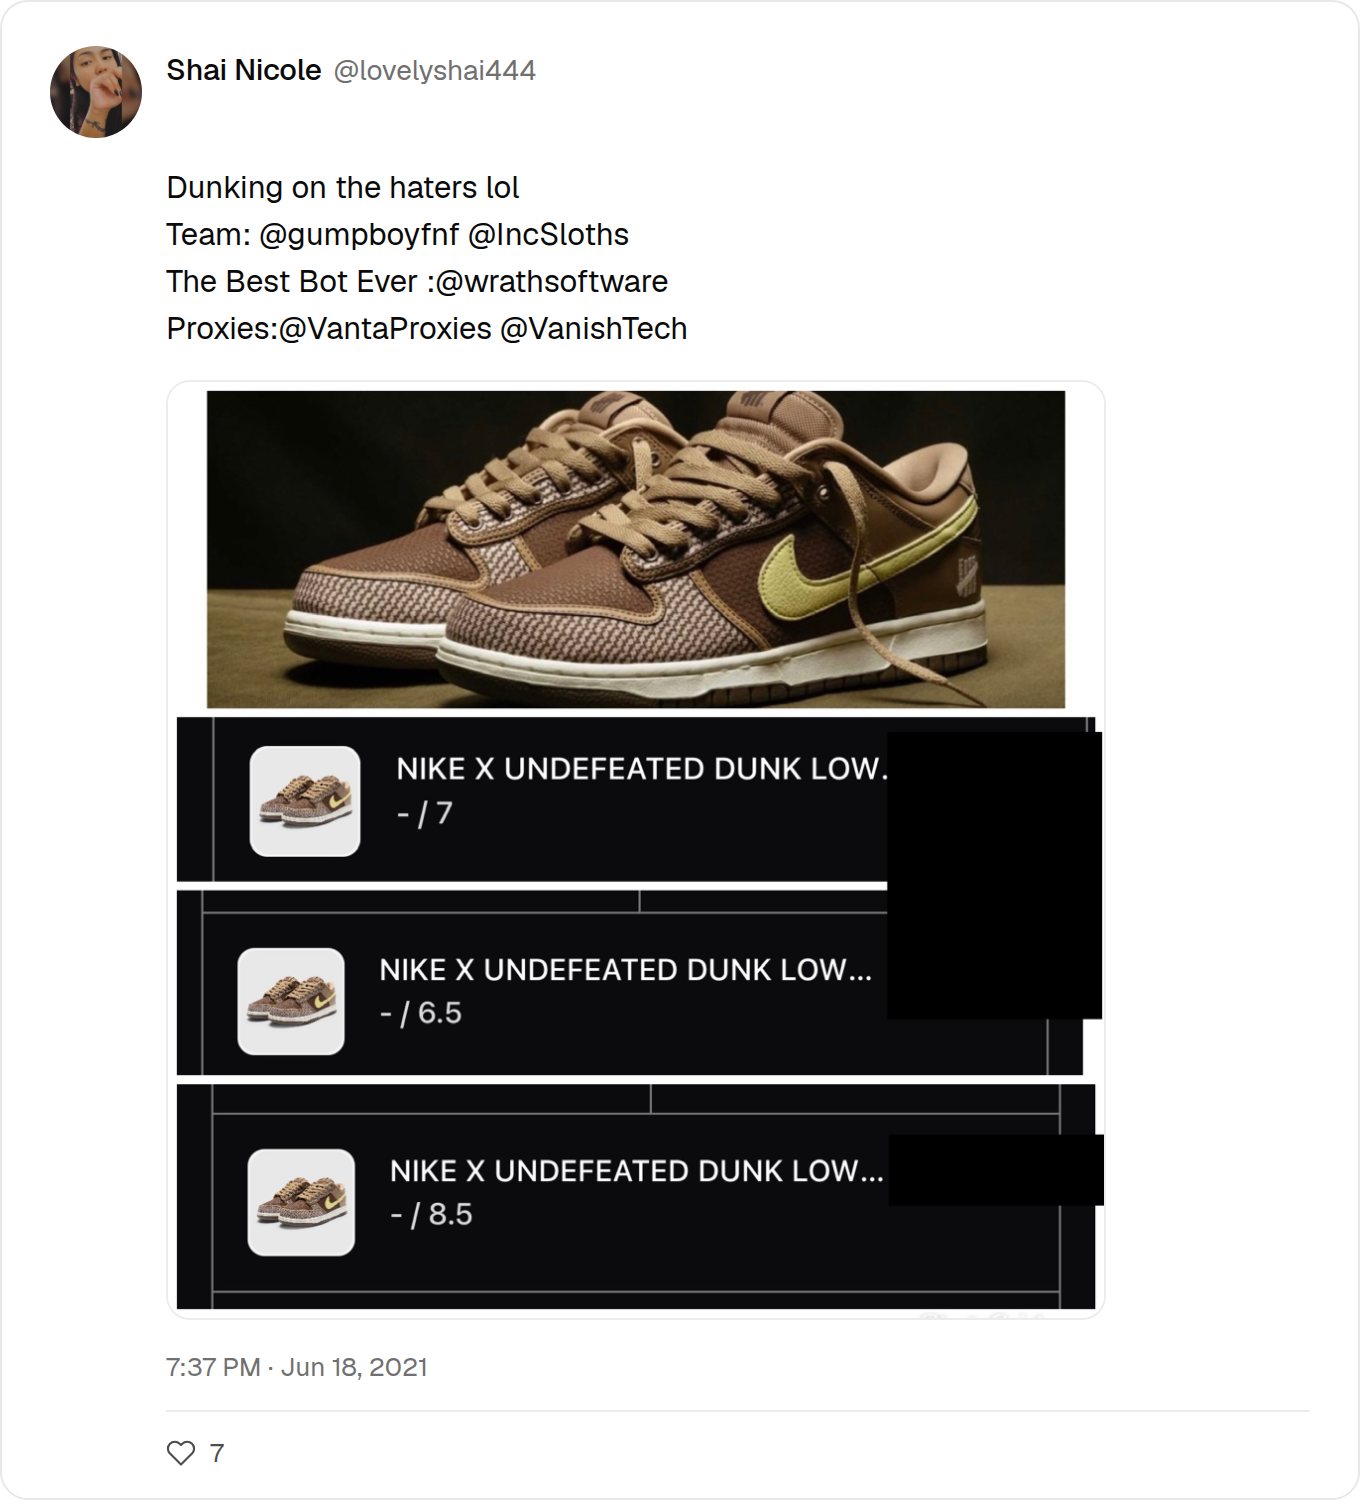 Shai Nicole @lovelyshai444
Dunking on the haters lol
Team: @gumpboyfnf @IncSloths
The Best Bot Ever :@wrathsoftware
Proxies:@VantaProxies @VanishTech
NIKE X UNDEFEATED DUNK LOW.
- / 7
NIKE X UNDEFEATED DUNK LOW...
- / 6.5
NIKE X UNDEFEATED DUNK LOW...
- / 8.5
7:37 PM · Jun 18, 2021
7